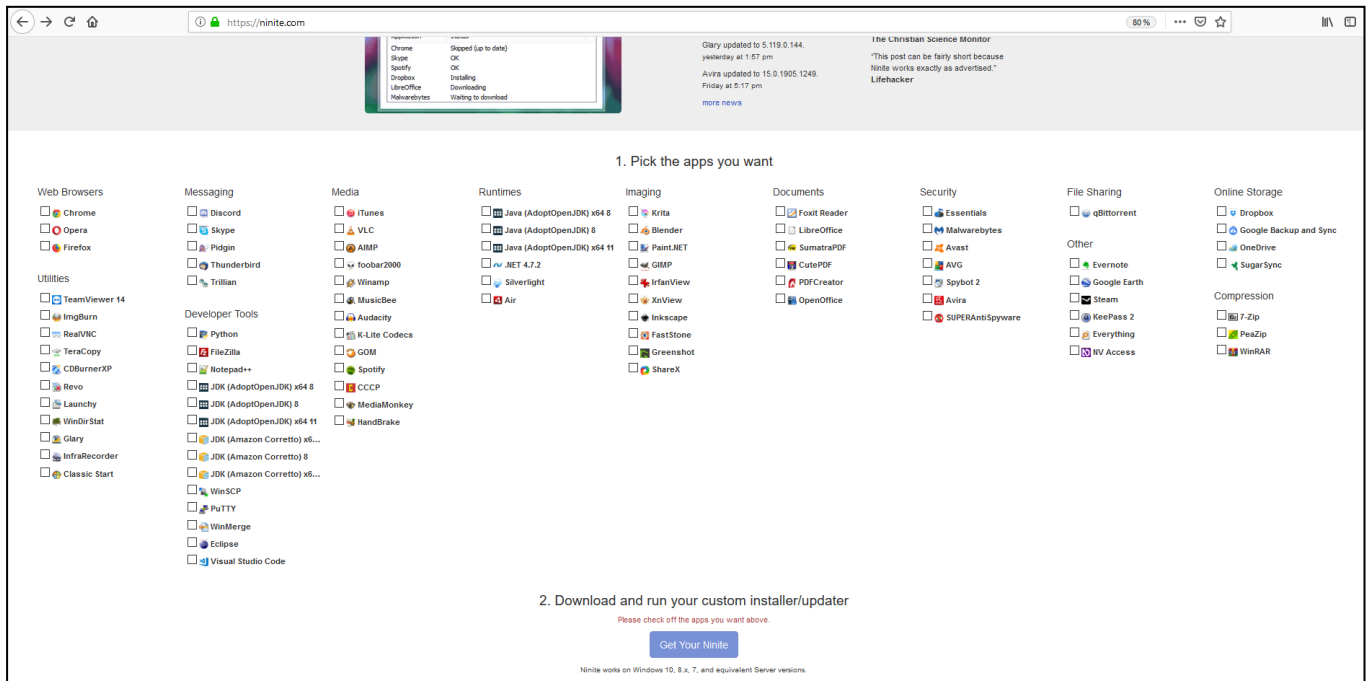 https://ninite.com
80%
Chrome Skipped (up to date)
Skype OK
Spotify OK
Dropbox Installing
LibreOffice Downloading
Malwarebytes Waiting to download
Glary updated to 5.119.0.144.
yesterday at 1:57 pm
Avira updated to 15.0.1905.1249.
Friday at 5:17 pm
more news
The Christian Science Monitor
"This post can be fairly short because
Ninite works exactly as advertised."
Lifehacker
1. Pick the apps you want
Web Browsers
Chrome
Opera
Firefox
Utilities
TeamViewer 14
ImgBurn
RealVNC
TeraCopy
CDBurnerXP
Revo
Launchy
WinDirStat
Glary
InfraRecorder
Classic Start
Messaging
Discord
Skype
Pidgin
Thunderbird
Trillian
Developer Tools
Python
FileZilla
Notepad++
JDK (AdoptOpenJDK) x64 8
JDK (AdoptOpenJDK) 8
JDK (AdoptOpenJDK) x64 11
JDK (Amazon Corretto) x6...
JDK (Amazon Corretto) 8
JDK (Amazon Corretto) x6...
WinSCP
PuTTY
WinMerge
Eclipse
Visual Studio Code
Media
iTunes
VLC
AIMP
foobar2000
Winamp
MusicBee
Audacity
K-Lite Codecs
GOM
Spotify
CCCP
MediaMonkey
HandBrake
Runtimes
Java (AdoptOpenJDK) x64 8
Java (AdoptOpenJDK) 8
Java (AdoptOpenJDK) x64 11
.NET 4.7.2
Silverlight
Air
Imaging
Krita
Blender
Paint.NET
GIMP
IrfanView
XnView
Inkscape
FastStone
Greenshot
ShareX
Documents
Foxit Reader
LibreOffice
SumatraPDF
CutePDF
PDFCreator
OpenOffice
Security
Essentials
Malwarebytes
Avast
AVG
Spybot 2
Avira
SUPERAntiSpyware
File Sharing
qBittorrent
Other
Evernote
Google Earth
Steam
KeePass 2
Everything
NV Access
Online Storage
Dropbox
Google Backup and Sync
OneDrive
SugarSync
Compression
7-Zip
PeaZip
WinRAR
2. Download and run your custom installer/updater
Please check off the apps you want above.
Get Your Ninite
Ninite works on Windows 10, 8.x, 7, and equivalent Server versions.